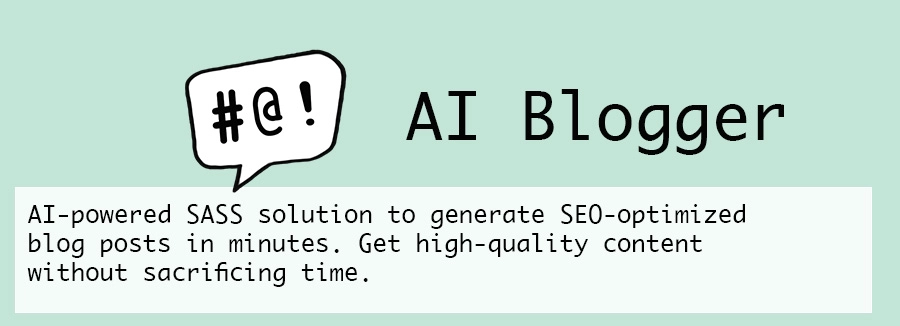 #@!
AI Blogger
AI-powered SASS solution to generate SEO-optimized
blog posts in minutes. Get high-quality content
without sacrificing time.